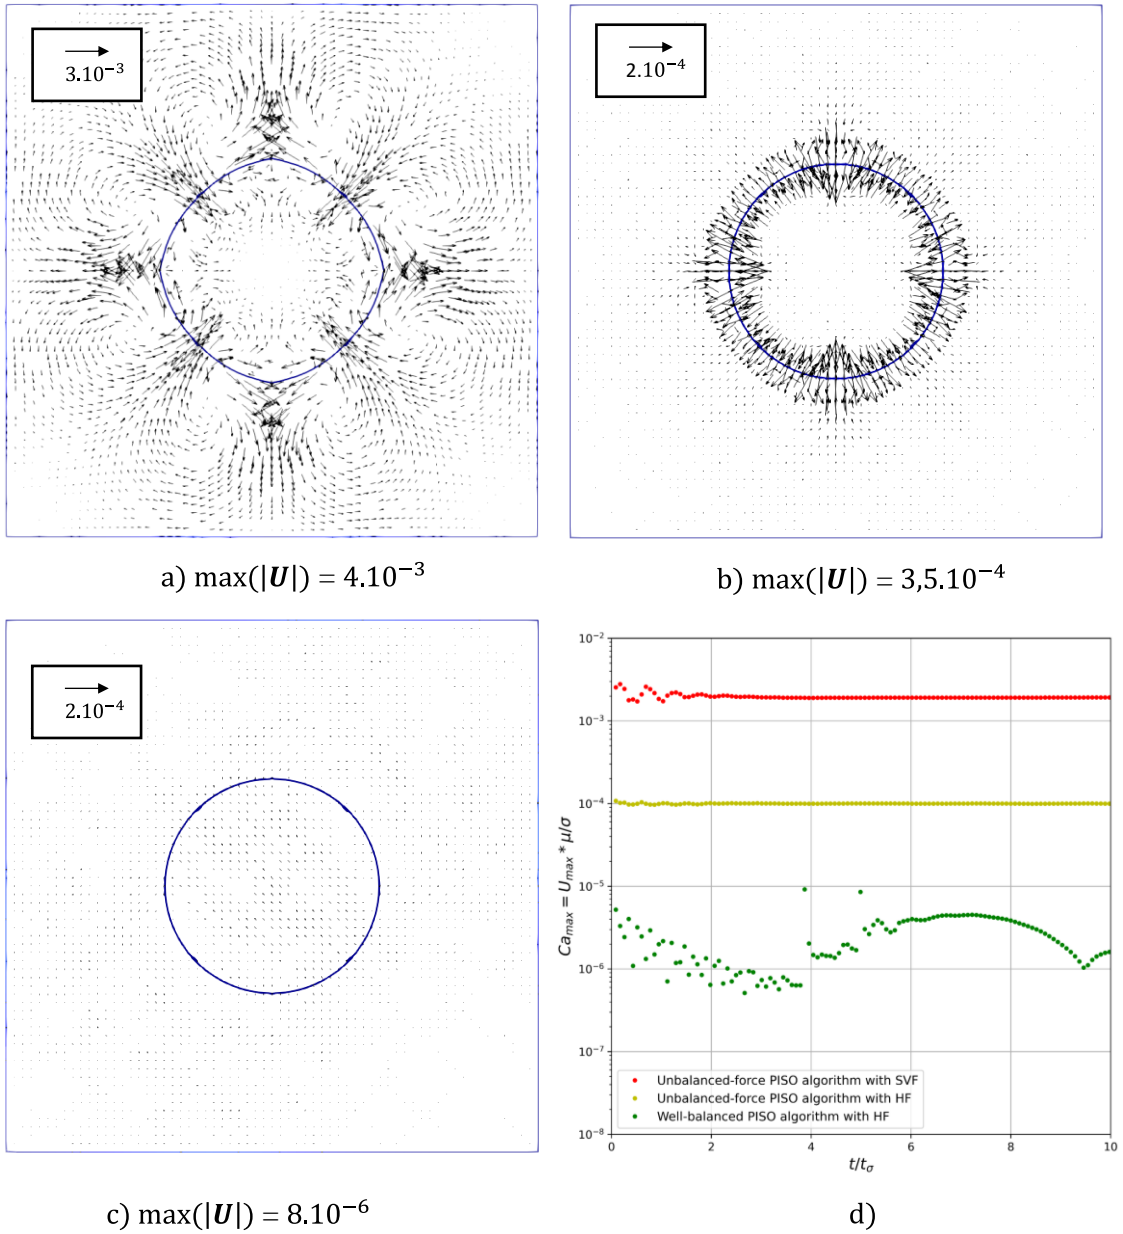 3.10⁻³
2.10⁻⁴
a) max(|U|) = 4.10⁻³
b) max(|U|) = 3,5.10⁻⁴
2.10⁻⁴
c) max(|U|) = 8.10⁻⁶
10⁻²
10⁻³
10⁻⁴
10⁻⁵
10⁻⁶
10⁻⁷
10⁻⁸
Ca_max = U_max * μ/σ
Unbalanced-force PISO algorithm with SVF
Unbalanced-force PISO algorithm with HF
Well-balanced PISO algorithm with HF
0 2 4 6 8 10
t/t_σ
d)